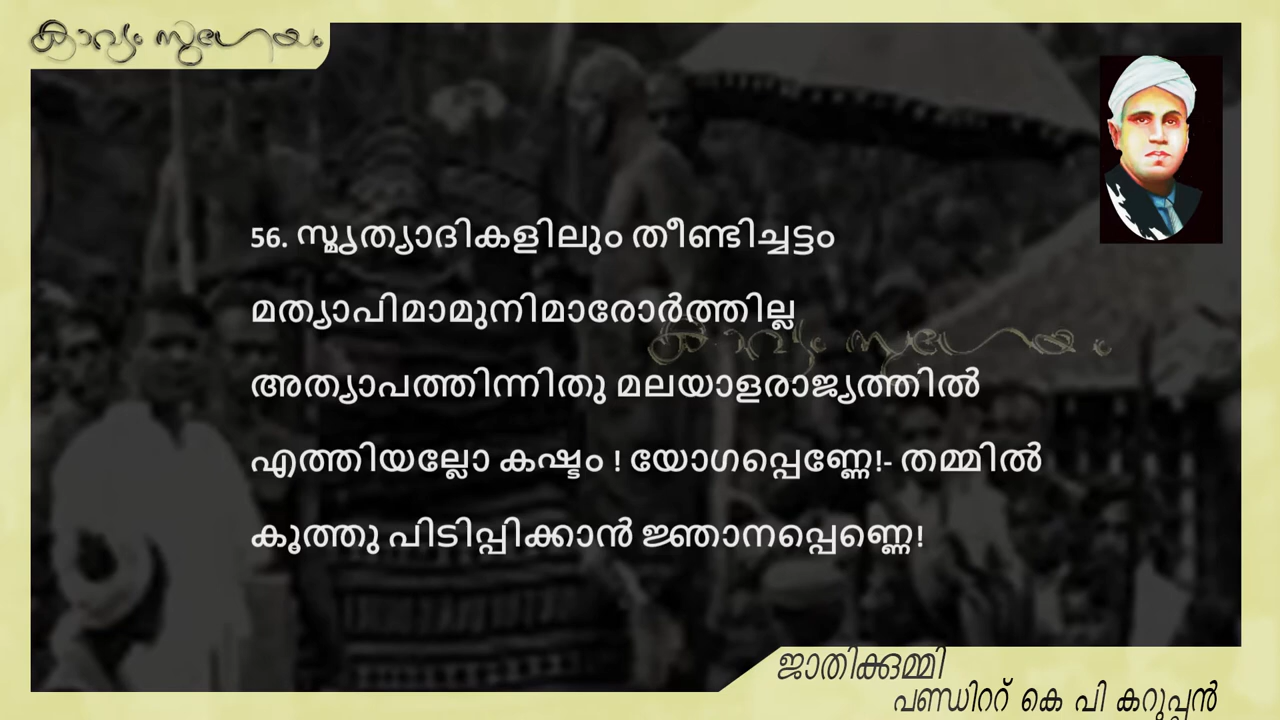 കാവ്യം സുഗേയം
56. സ്മൃത്യാദികളിലും തീണ്ടിച്ചട്ടം
മത്യാപിമാമുനിമാരോർത്തില്ല
കാവ്യം സുഗേയം
അത്യാപത്തിന്നിതു മലയാളരാജ്യത്തിൽ
എത്തിയല്ലോ കഷ്ടം ! യോഗപ്പെണ്ണേ!- തമ്മിൽ
കൂത്തു പിടിപ്പിക്കാൻ ജ്ഞാനപ്പെണ്ണെ!
ജാതിക്കുമ്മി
പണ്ഡിററ് കെ പി കറുപ്പൻ